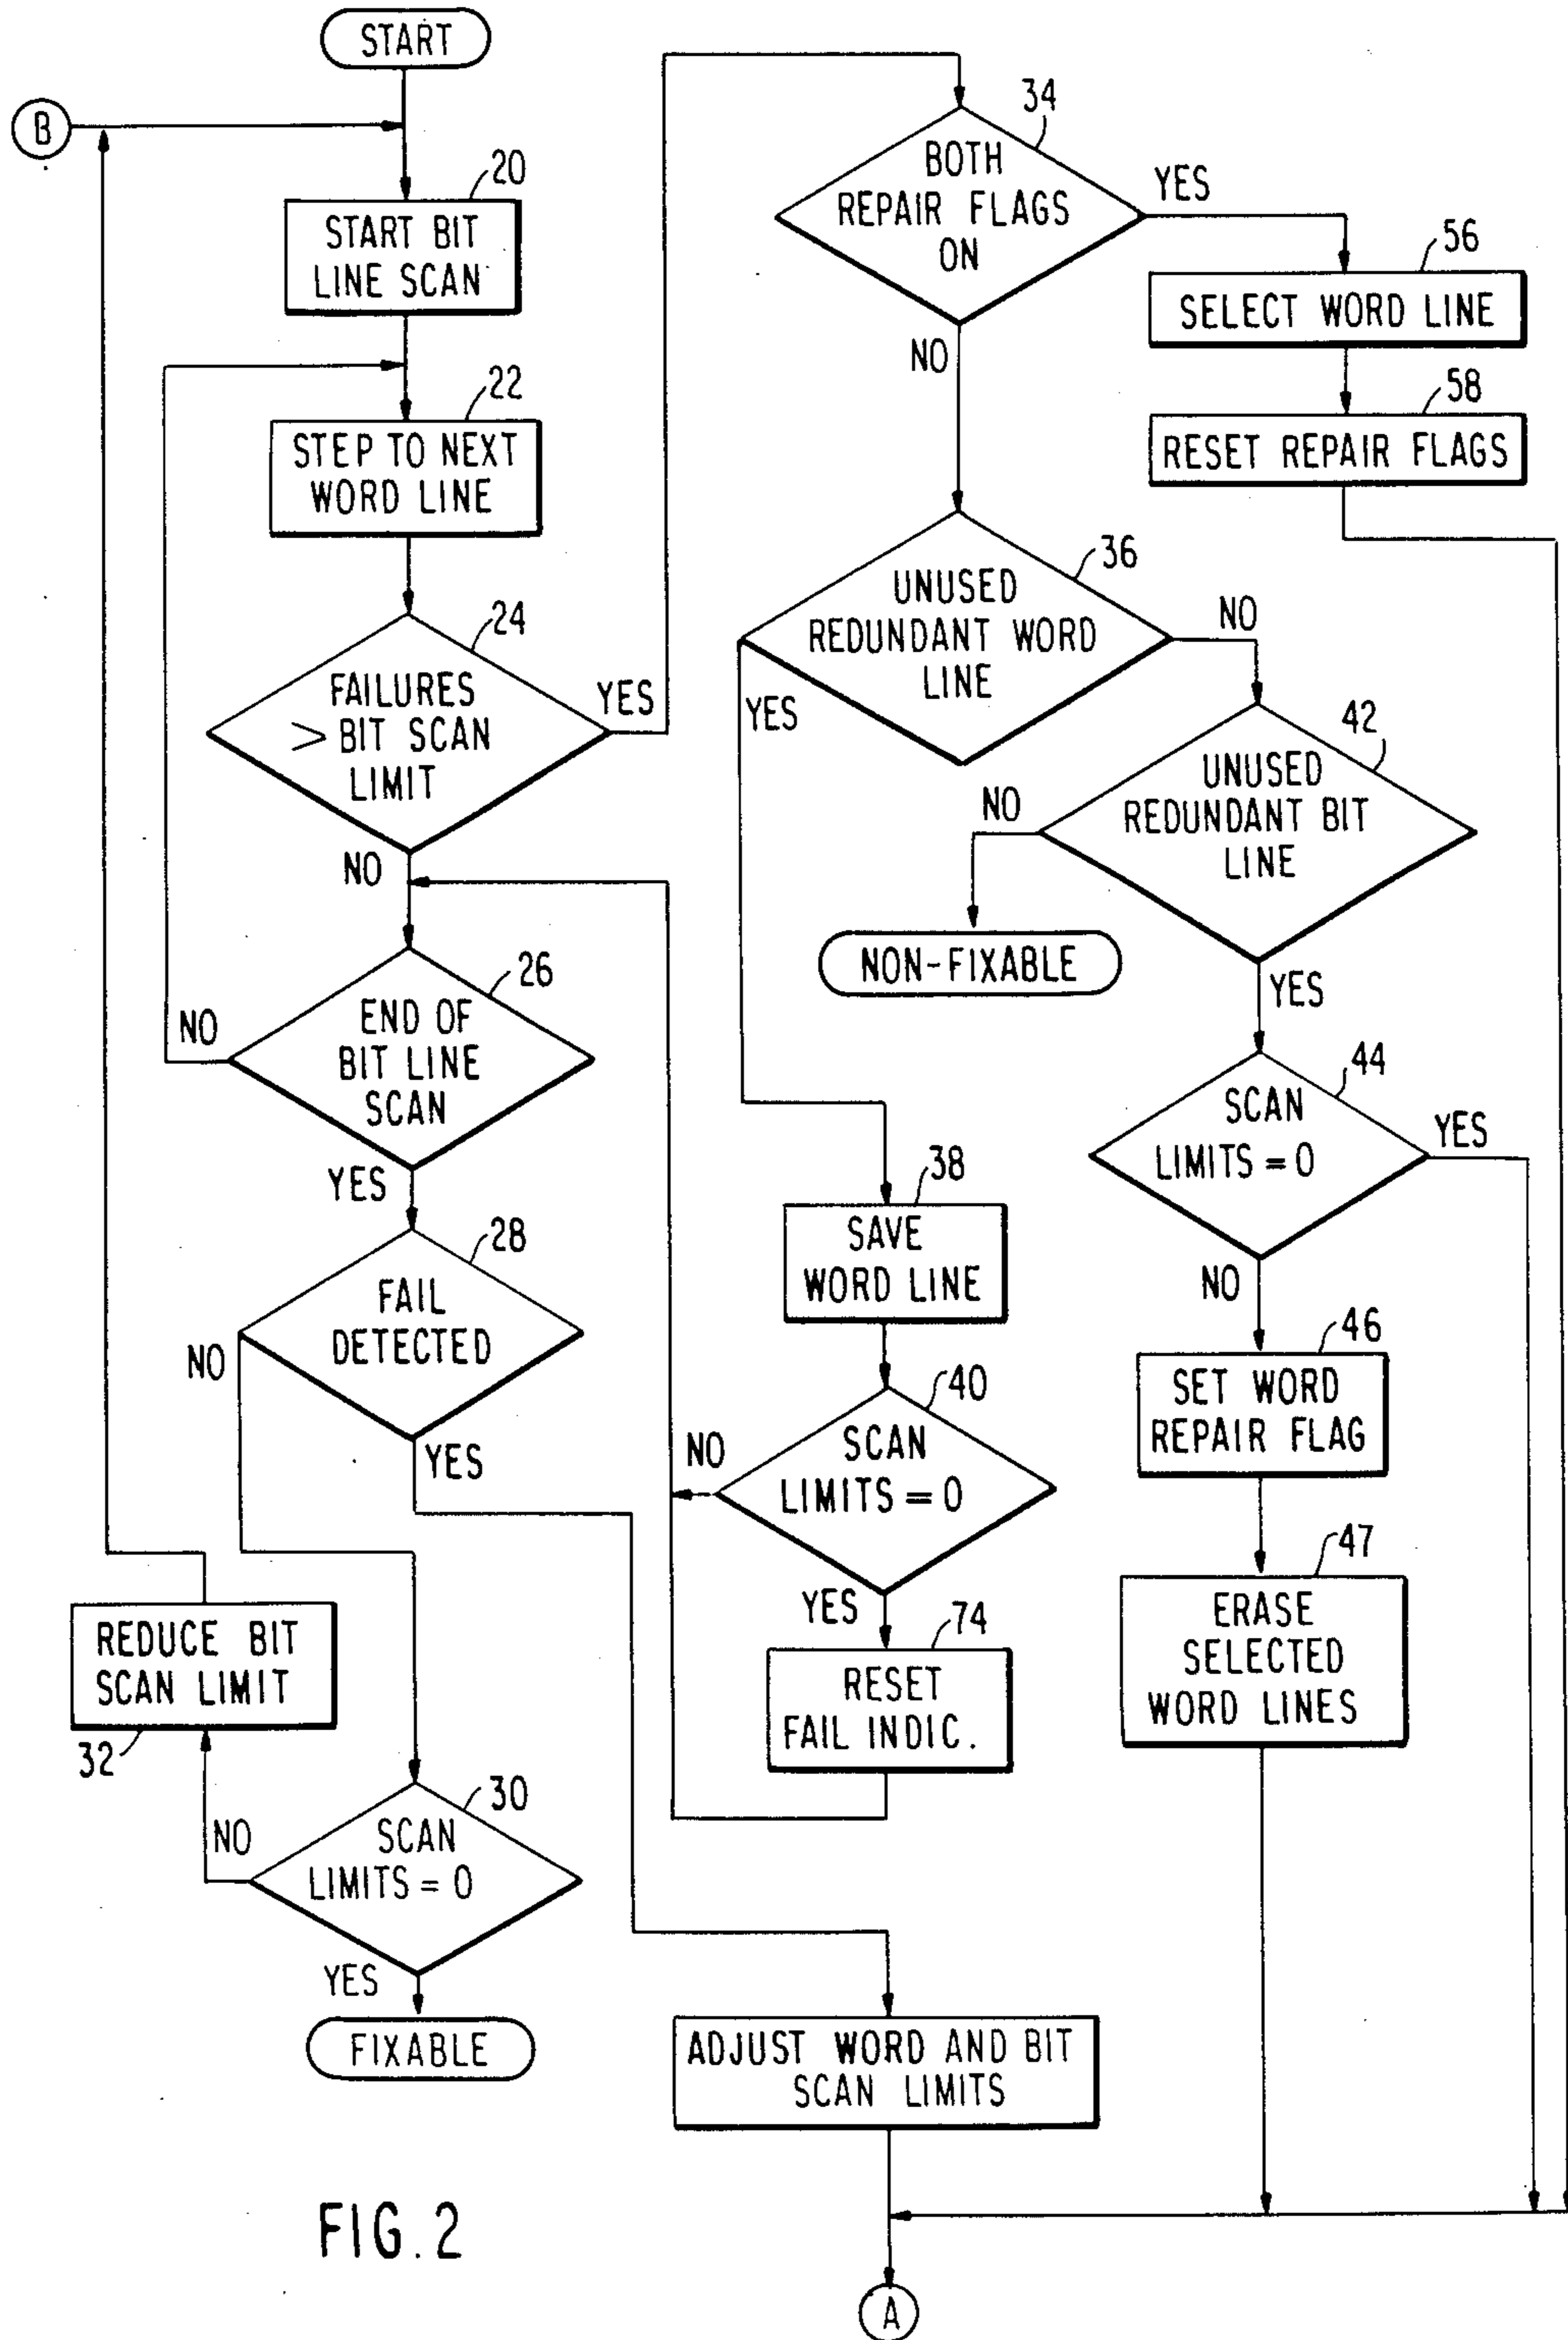 START
B
20
START BIT
LINE SCAN
22
STEP TO NEXT
WORD LINE
24
FAILURES
> BIT SCAN
LIMIT
YES
NO
26
END OF
BIT LINE
SCAN
NO
YES
28
FAIL
DETECTED
NO
YES
REDUCE BIT
SCAN LIMIT
32
NO
30
SCAN
LIMITS = 0
YES
FIXABLE
34
BOTH
REPAIR FLAGS
ON
YES
NO
56
SELECT WORD LINE
58
RESET REPAIR FLAGS
36
UNUSED
REDUNDANT WORD
LINE
NO
YES
42
UNUSED
REDUNDANT BIT
LINE
NO
NON-FIXABLE
YES
44
SCAN
LIMITS = 0
YES
NO
38
SAVE
WORD LINE
40
SCAN
LIMITS = 0
NO
YES
74
RESET
FAIL INDIC.
46
SET WORD
REPAIR FLAG
47
ERASE
SELECTED
WORD LINES
ADJUST WORD AND BIT
SCAN LIMITS
A
FIG. 2